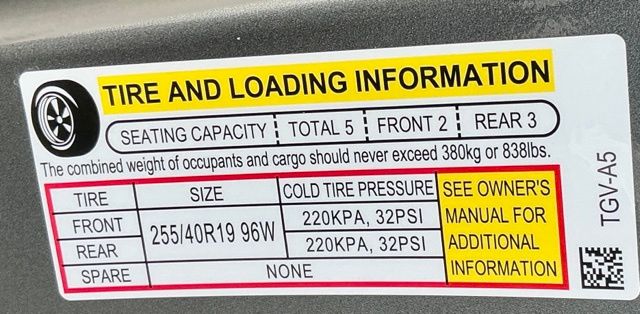 TIRE AND LOADING INFORMATION
SEATING CAPACITY TOTAL 5 FRONT 2 REAR 3
The combined weight of occupants and cargo should never exceed 380kg or 838lbs.
TIRE SIZE COLD TIRE PRESSURE
FRONT 255/40R19 96W 220KPA, 32PSI
REAR 220KPA, 32PSI
SPARE NONE
SEE OWNER'S
MANUAL FOR
ADDITIONAL
INFORMATION
TGV-A5